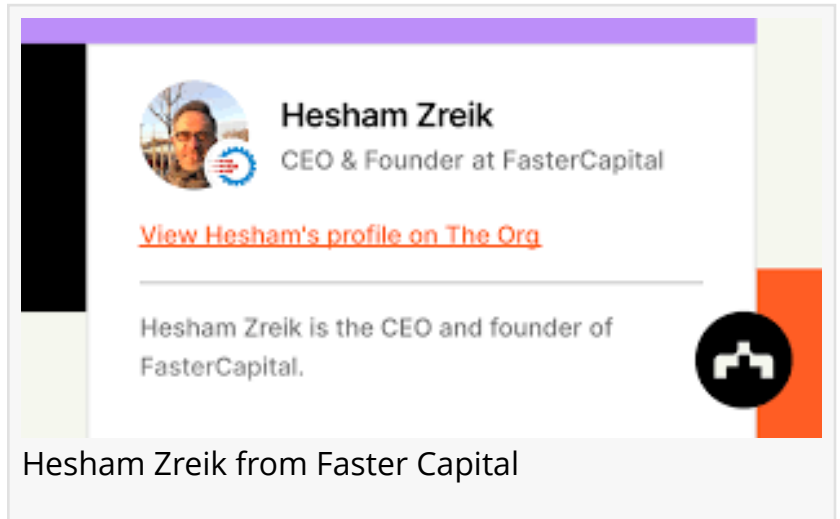 Hesham Zreik
CEO & Founder at FasterCapital
View Hesham's profile on The Org
Hesham Zreik is the CEO and founder of
FasterCapital.
Hesham Zreik from Faster Capital